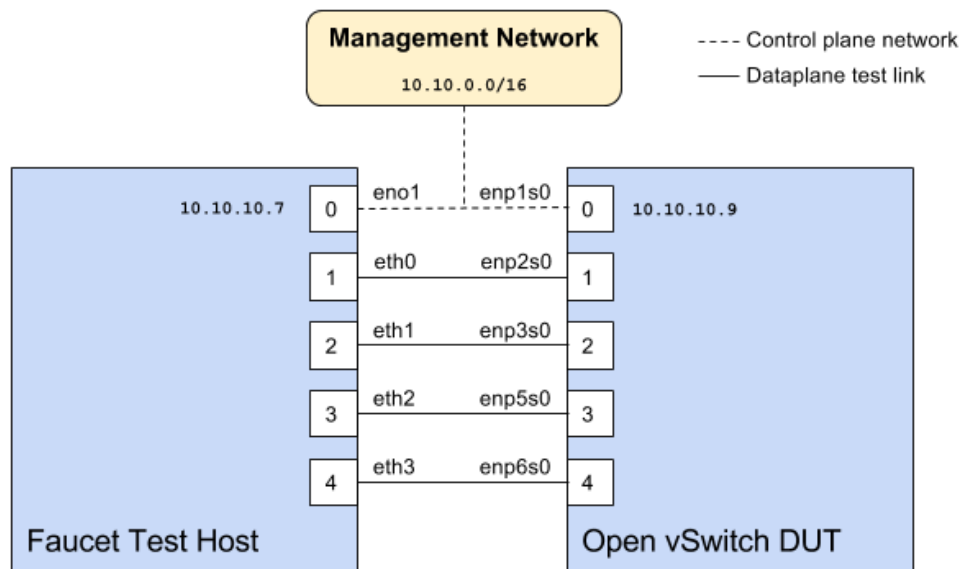 Management Network
10.10.0.0/16
---- Control plane network
Dataplane test link
10.10.10.7
0
eno1
enp1s0
0
10.10.10.9
1
eth0
enp2s0
1
2
eth1
enp3s0
2
3
eth2
enp5s0
3
4
eth3
enp6s0
4
Faucet Test Host
Open vSwitch DUT